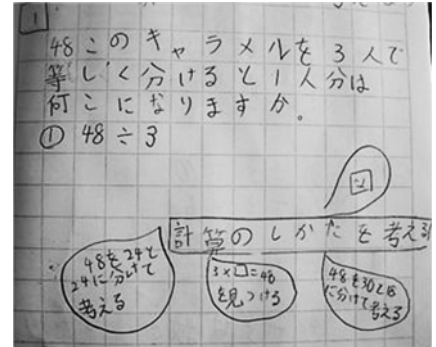 1
48このキャラメルを3人で
等しく分けると1人分は
何こになりますか。
① 48÷3
計算のしかたを考える
48を24と
24に分けて
考える
3×□=48
を見つける
48を30と18
に分けて考える